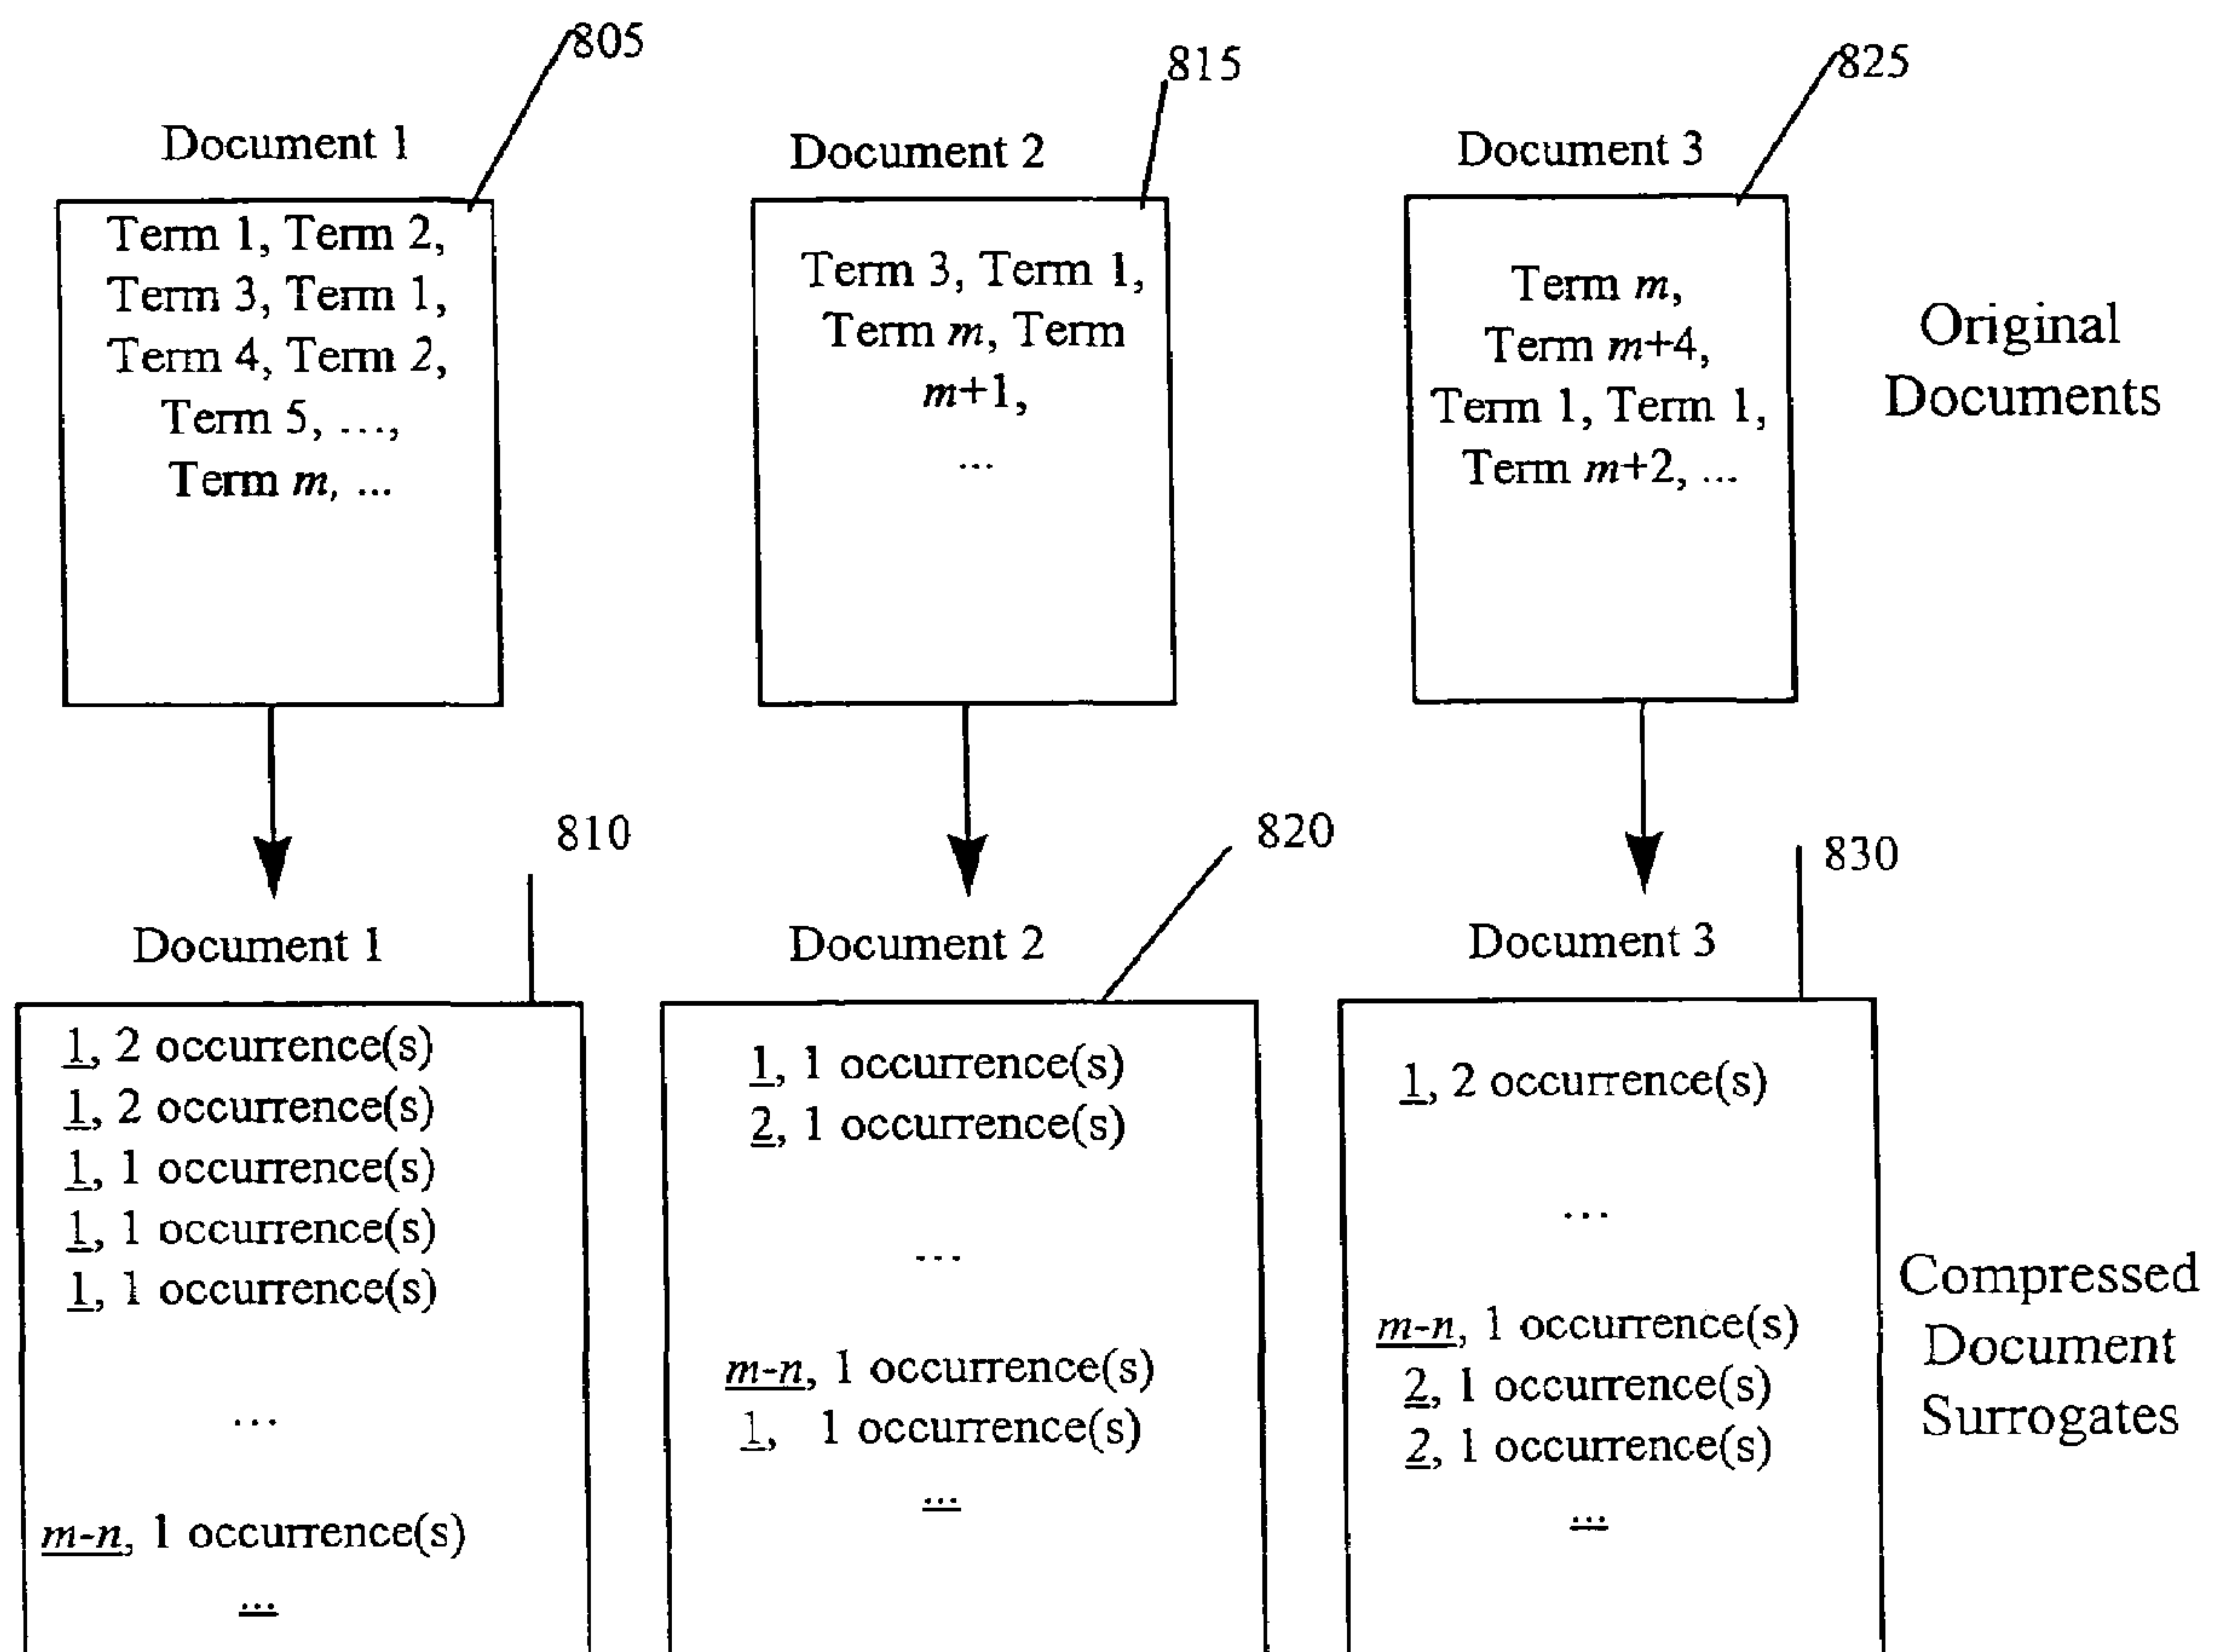 805
815
825
Document 1
Document 2
Document 3
Term 1, Term 2,
Term 3, Term 1,
Term 4, Term 2,
Term 5, ...,
Term m, ...
Term 3, Term 1,
Term m, Term
m+1,
...
Term m,
Term m+4,
Term 1, Term 1,
Term m+2, ...
Original
Documents
810
820
830
Document 1
Document 2
Document 3
1, 2 occurrence(s)
1, 2 occurrence(s)
1, 1 occurrence(s)
1, 1 occurrence(s)
1, 1 occurrence(s)
...
m-n, 1 occurrence(s)
...
1, 1 occurrence(s)
2, 1 occurrence(s)
...
m-n, 1 occurrence(s)
1, 1 occurrence(s)
...
1, 2 occurrence(s)
...
m-n, 1 occurrence(s)
2, 1 occurrence(s)
2, 1 occurrence(s)
...
Compressed
Document
Surrogates